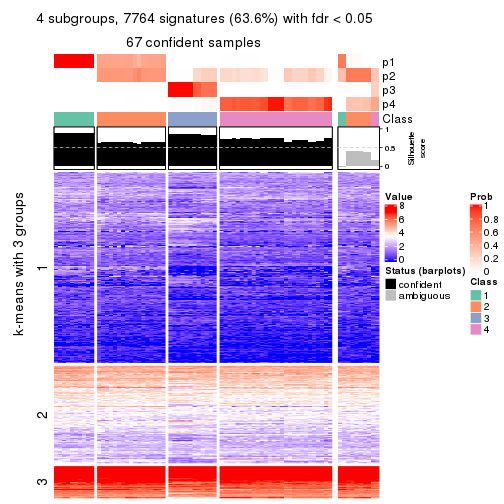 4 subgroups, 7764 signatures (63.6%) with fdr < 0.05
67 confident samples
p1
p2
p3
p4
Class
1
0.5
0
Silhouette
score
k-means with 3 groups
1
2
3
Value
8
6
4
2
0
Status (barplots)
confident
ambiguous
Prob
1
0.8
0.6
0.4
0.2
0
Class
1
2
3
4